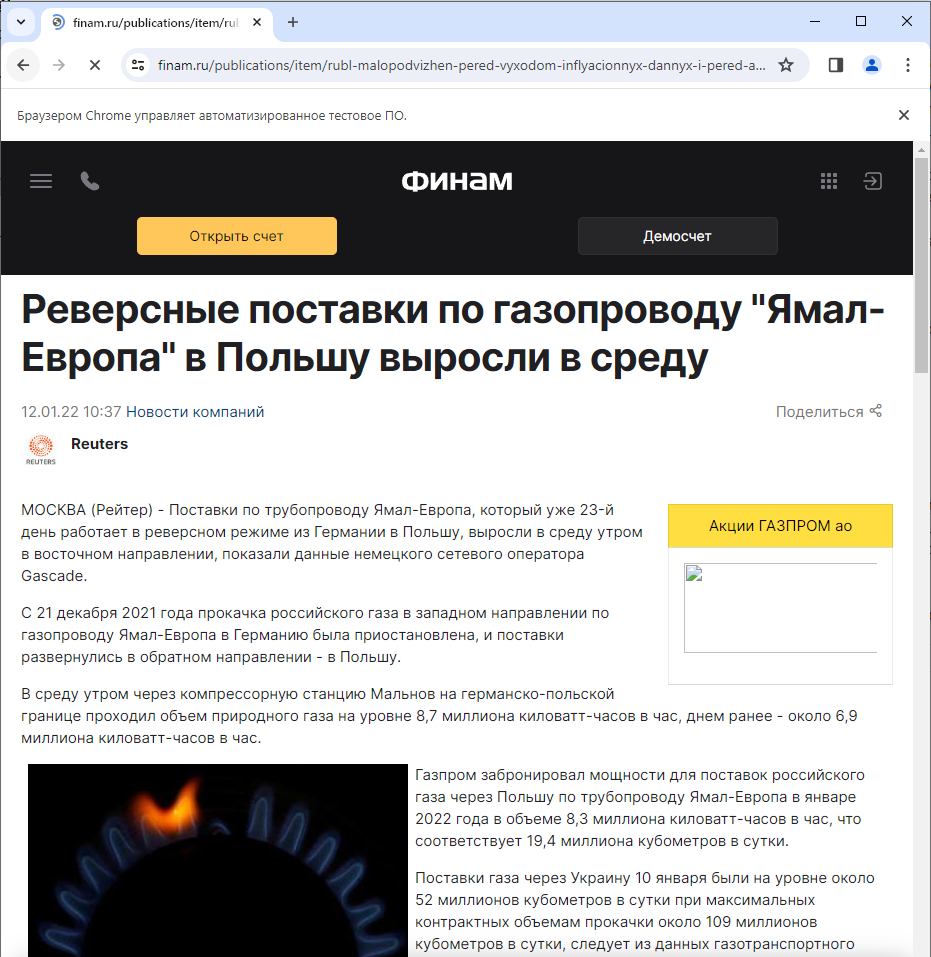 finam.ru/publications/item/rul
finam.ru/publications/item/rubl-malopodvizhen-pered-vyxodom-inflyacionnyx-dannyx-i-pered-a...
Браузером Chrome управляет автоматизированное тестовое ПО.
ФИНАМ
Открыть счет
Демосчет
Реверсные поставки по газопроводу "Ямал-
Европа" в Польшу выросли в среду
12.01.22 10:37 Новости компаний
Поделиться
REUTERS
Reuters
МОСКВА (Рейтер) - Поставки по трубопроводу Ямал-Европа, который уже 23-й
день работает в реверсном режиме из Германии в Польшу, выросли в среду утром
в восточном направлении, показали данные немецкого сетевого оператора
Gascade.
Акции ГАЗПРОМ ао
С 21 декабря 2021 года прокачка российского газа в западном направлении по
газопроводу Ямал-Европа в Германию была приостановлена, и поставки
развернулись в обратном направлении - в Польшу.
В среду утром через компрессорную станцию Мальнов на германско-польской
границе проходил объем природного газа на уровне 8,7 миллиона киловатт-часов в час, днем ранее - около 6,9
миллиона киловатт-часов в час.
Газпром забронировал мощности для поставок российского
газа через Польшу по трубопроводу Ямал-Европа в январе
2022 года в объеме 8,3 миллиона киловатт-часов в час, что
соответствует 19,4 миллиона кубометров в сутки.
Поставки газа через Украину 10 января были на уровне около
52 миллионов кубометров в сутки при максимальных
контрактных объемам прокачки около 109 миллионов
кубометров в сутки, следует из данных газотранспортного